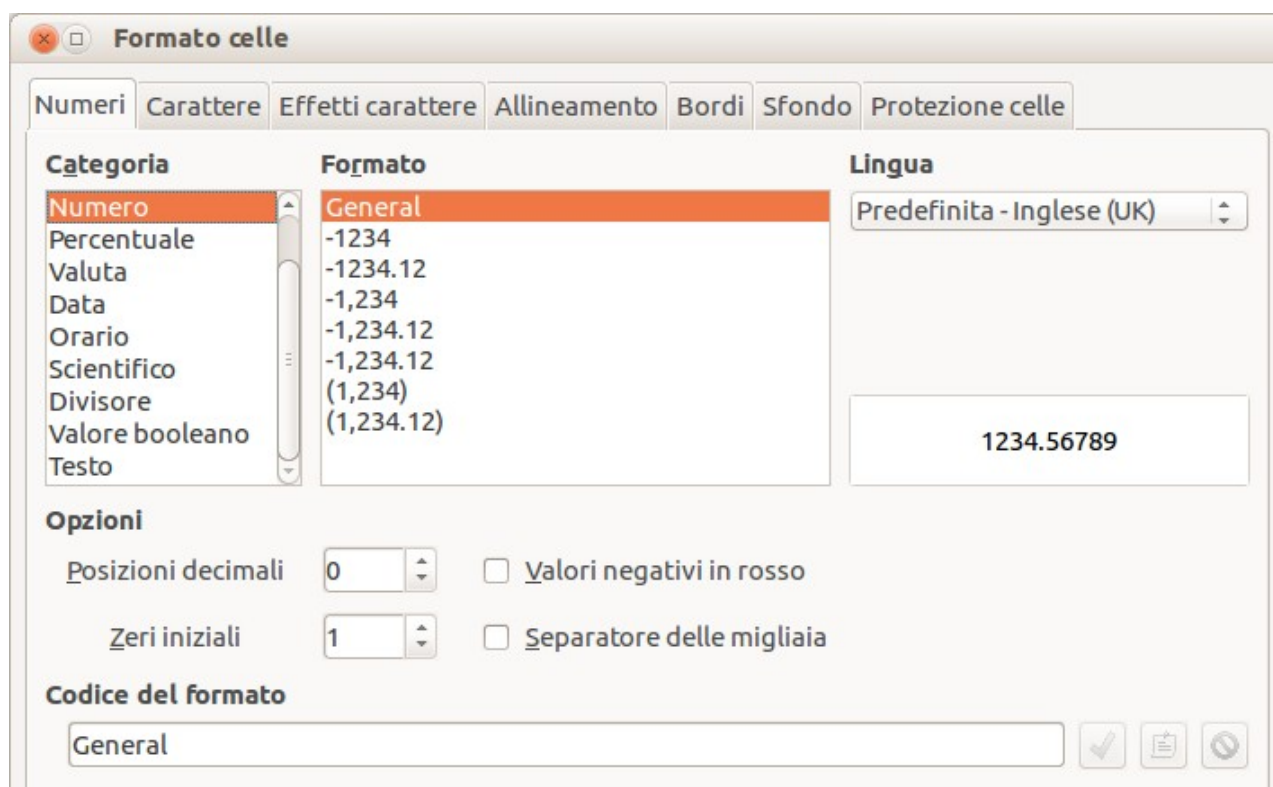 Formato celle
Numeri Carattere Effetti carattere Allineamento Bordi Sfondo Protezione celle
Categoria
Numero
Percentuale
Valuta
Data
Orario
Scientifico
Divisore
Valore booleano
Testo
Formato
General
-1234
-1234.12
-1,234
-1,234.12
-1,234.12
(1,234)
(1,234.12)
Lingua
Predefinita - Inglese (UK)
1234.56789
Opzioni
Posizioni decimali 0 Valori negativi in rosso
Zeri iniziali 1 Separatore delle migliaia
Codice del formato
General